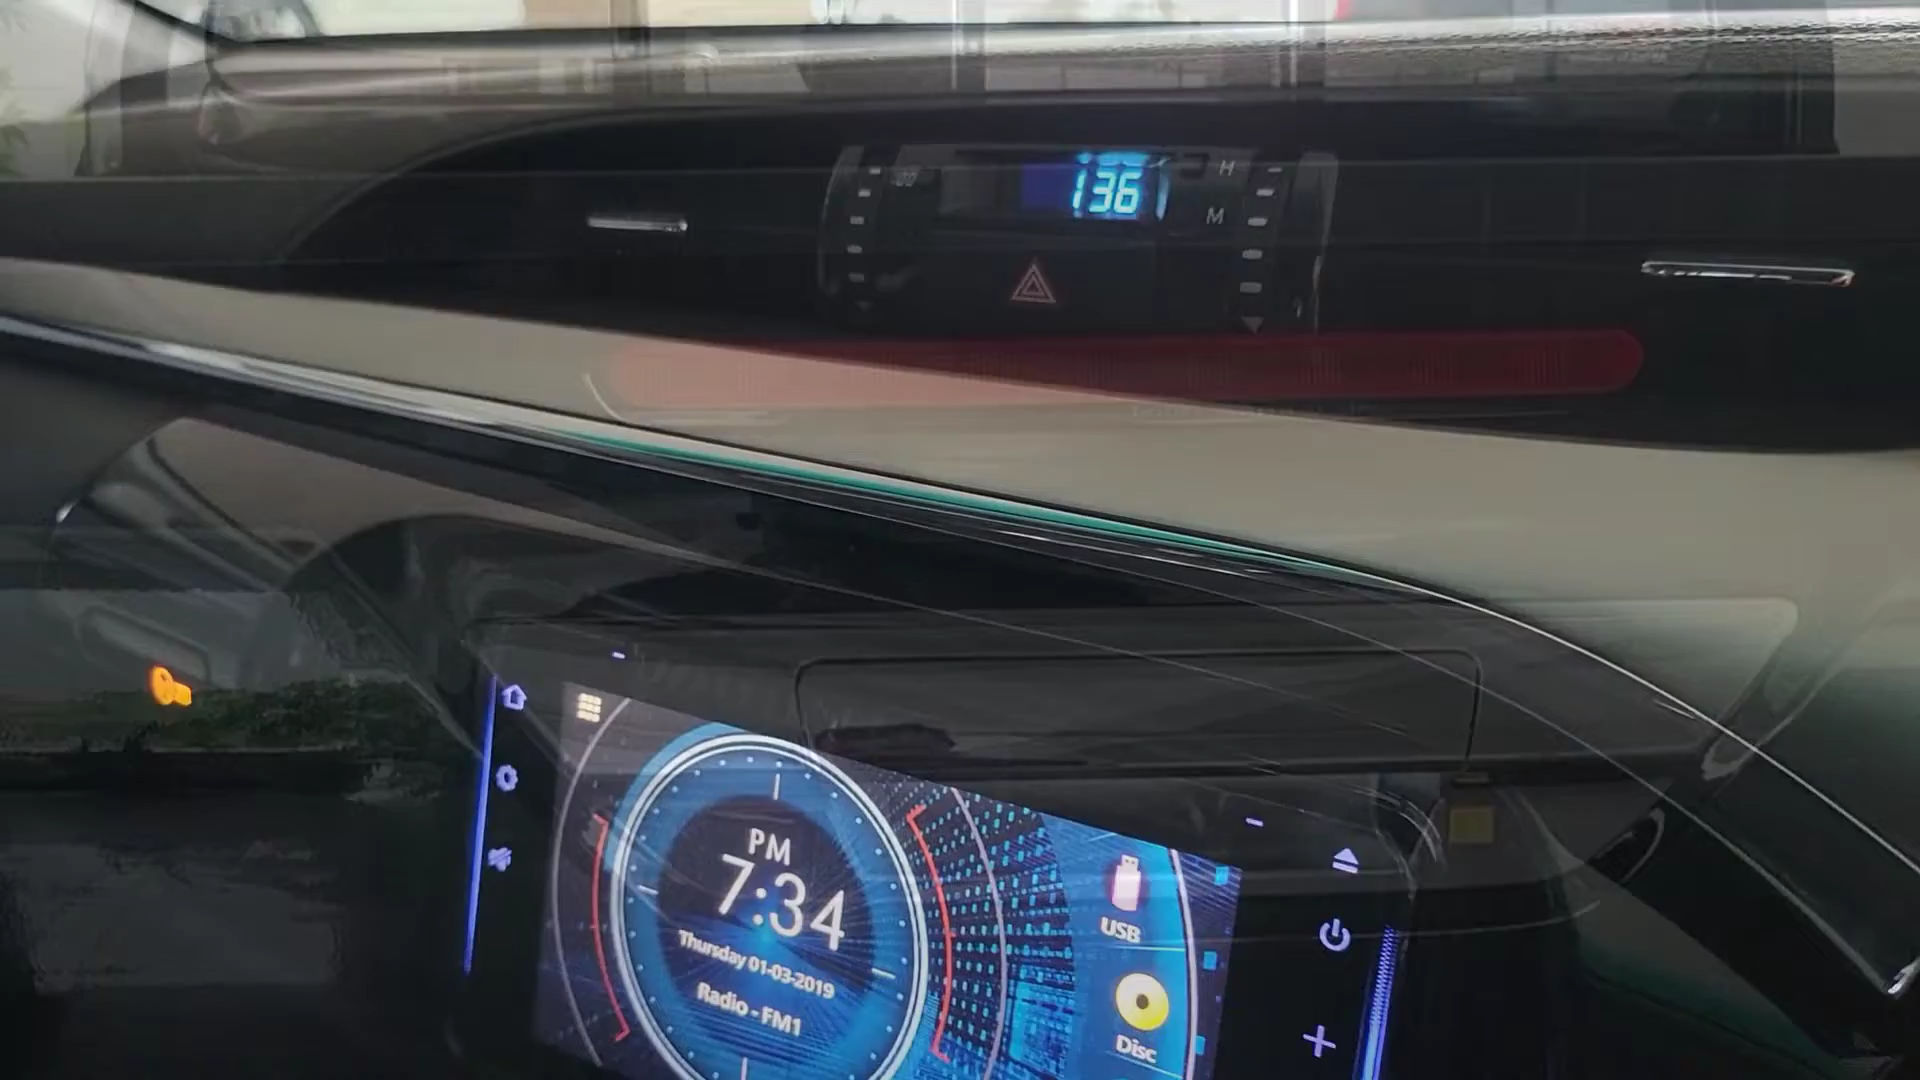 136
H
M
PM
7:34
Thursday 01-03-2019
Radio - FM1
USB
Disc